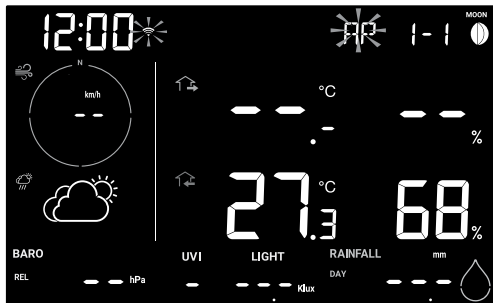 12:00 AP 1-1 MOON
N
km/h
--
--.- °C
-- %
27.3 °C
68 %
BARO
REL -- hPa
UVI
-
LIGHT
---.- Klux
RAINFALL mm
DAY ---.-